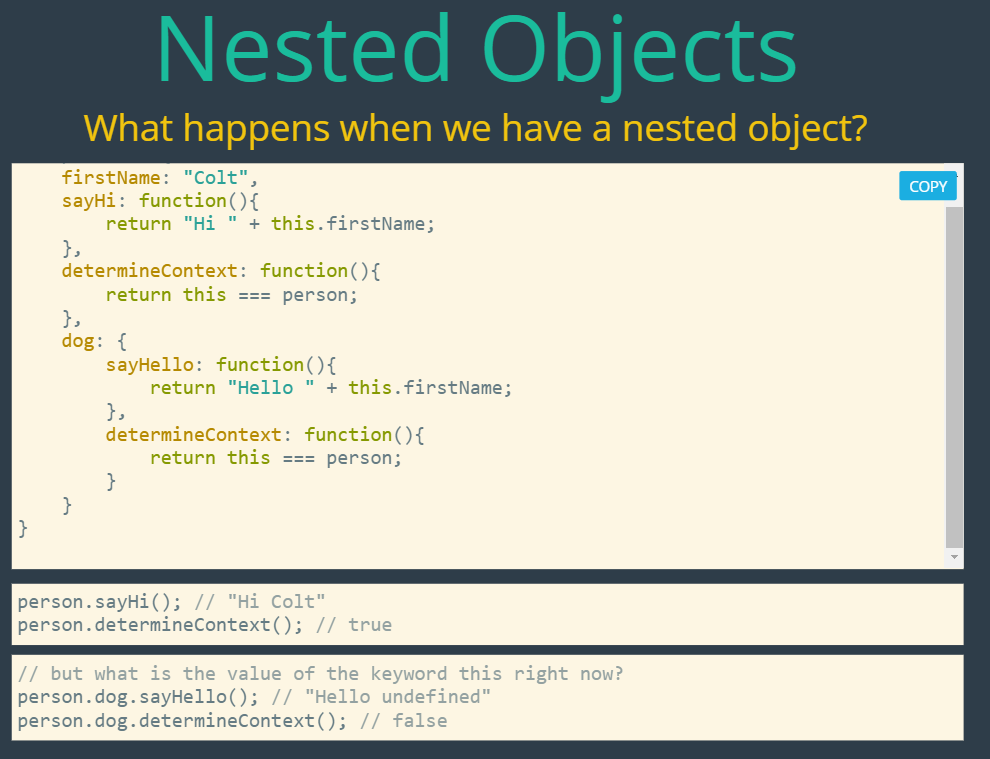 Nested Objects
What happens when we have a nested object?
COPY
    firstName: "Colt",
    sayHi: function(){
        return "Hi " + this.firstName;
    },
    determineContext: function(){
        return this === person;
    },
    dog: {
        sayHello: function(){
            return "Hello " + this.firstName;
        },
        determineContext: function(){
            return this === person;
        }
    }
}
person.sayHi(); // "Hi Colt"
person.determineContext(); // true
// but what is the value of the keyword this right now?
person.dog.sayHello(); // "Hello undefined"
person.dog.determineContext(); // false